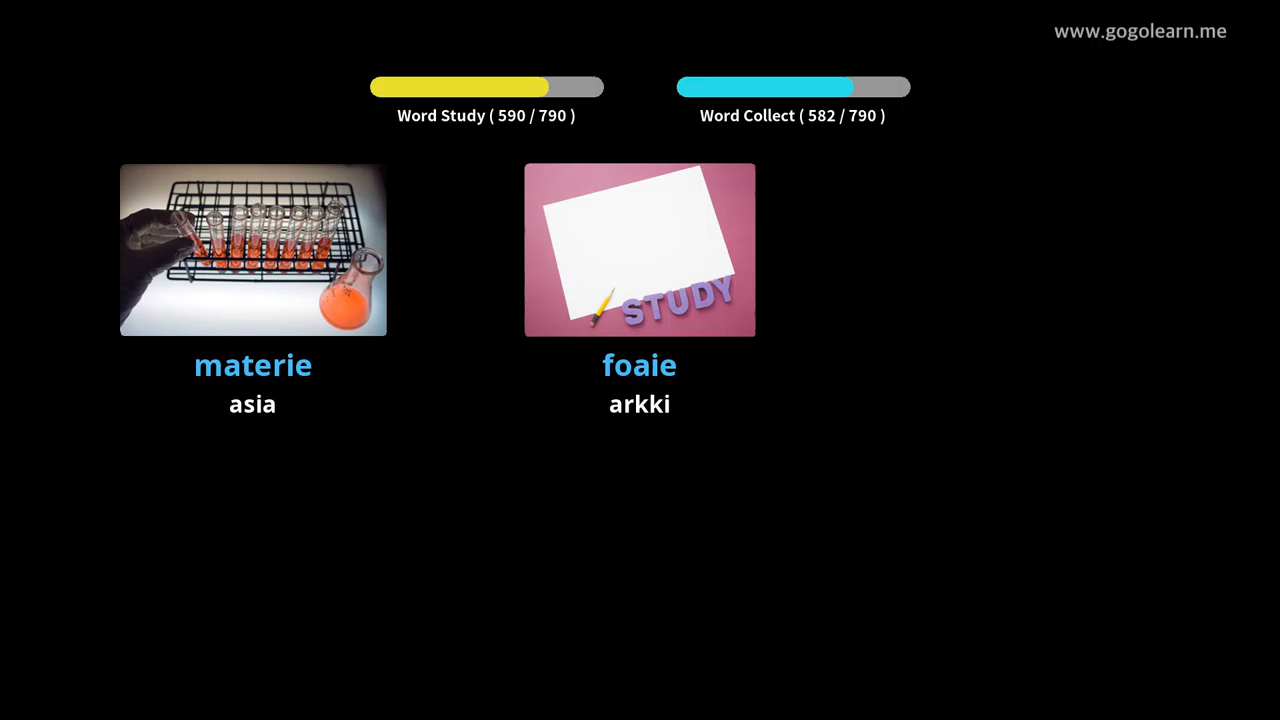 www.gogolearn.me
Word Study ( 590 / 790 )
Word Collect ( 582 / 790 )
STUDY
materie
foaie
asia
arkki